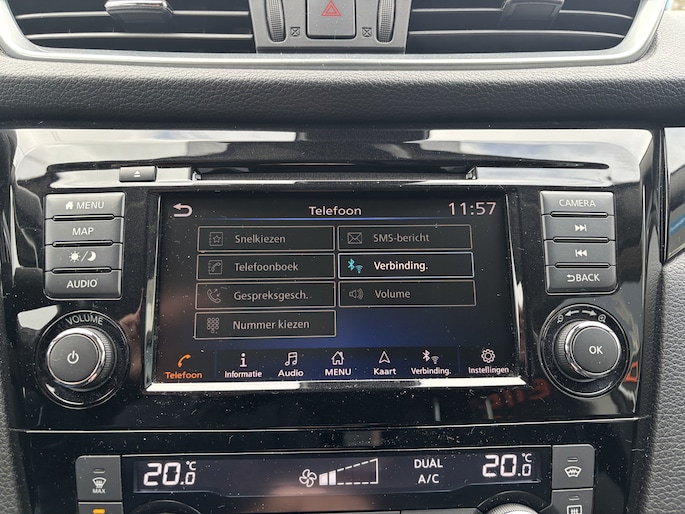 MENU
MAP
AUDIO
VOLUME
Telefoon 11:57
Snelkiezen SMS-bericht
Telefoonboek Verbinding.
Gespreksgesch. Volume
Nummer kiezen
Telefoon Informatie Audio MENU Kaart Verbinding. Instellingen
CAMERA
BACK
OK
MAX
20.0°C
DUAL
A/C
20.0°C